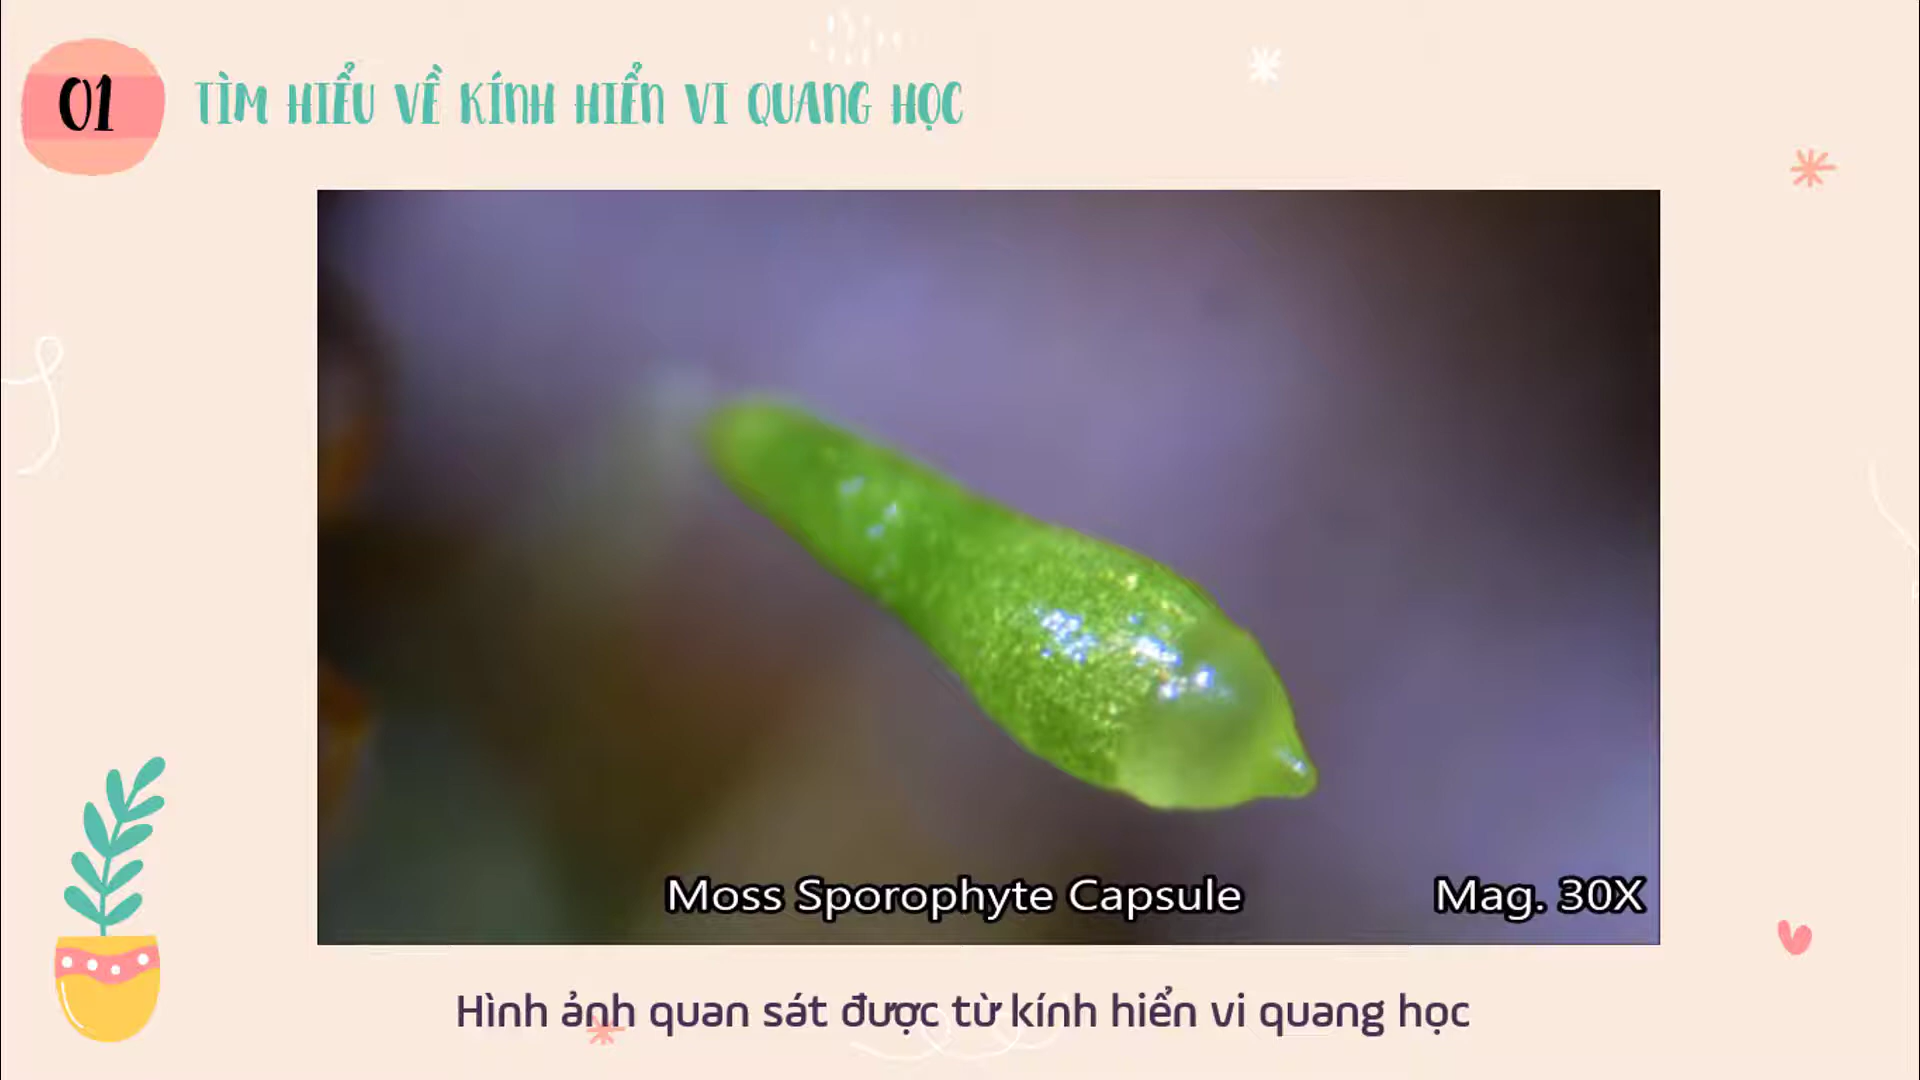 01
TÌM HIỂU VỀ KÍNH HIỂN VI QUANG HỌC
Moss Sporophyte Capsule
Mag. 30X
Hình ảnh quan sát được từ kính hiển vi quang học